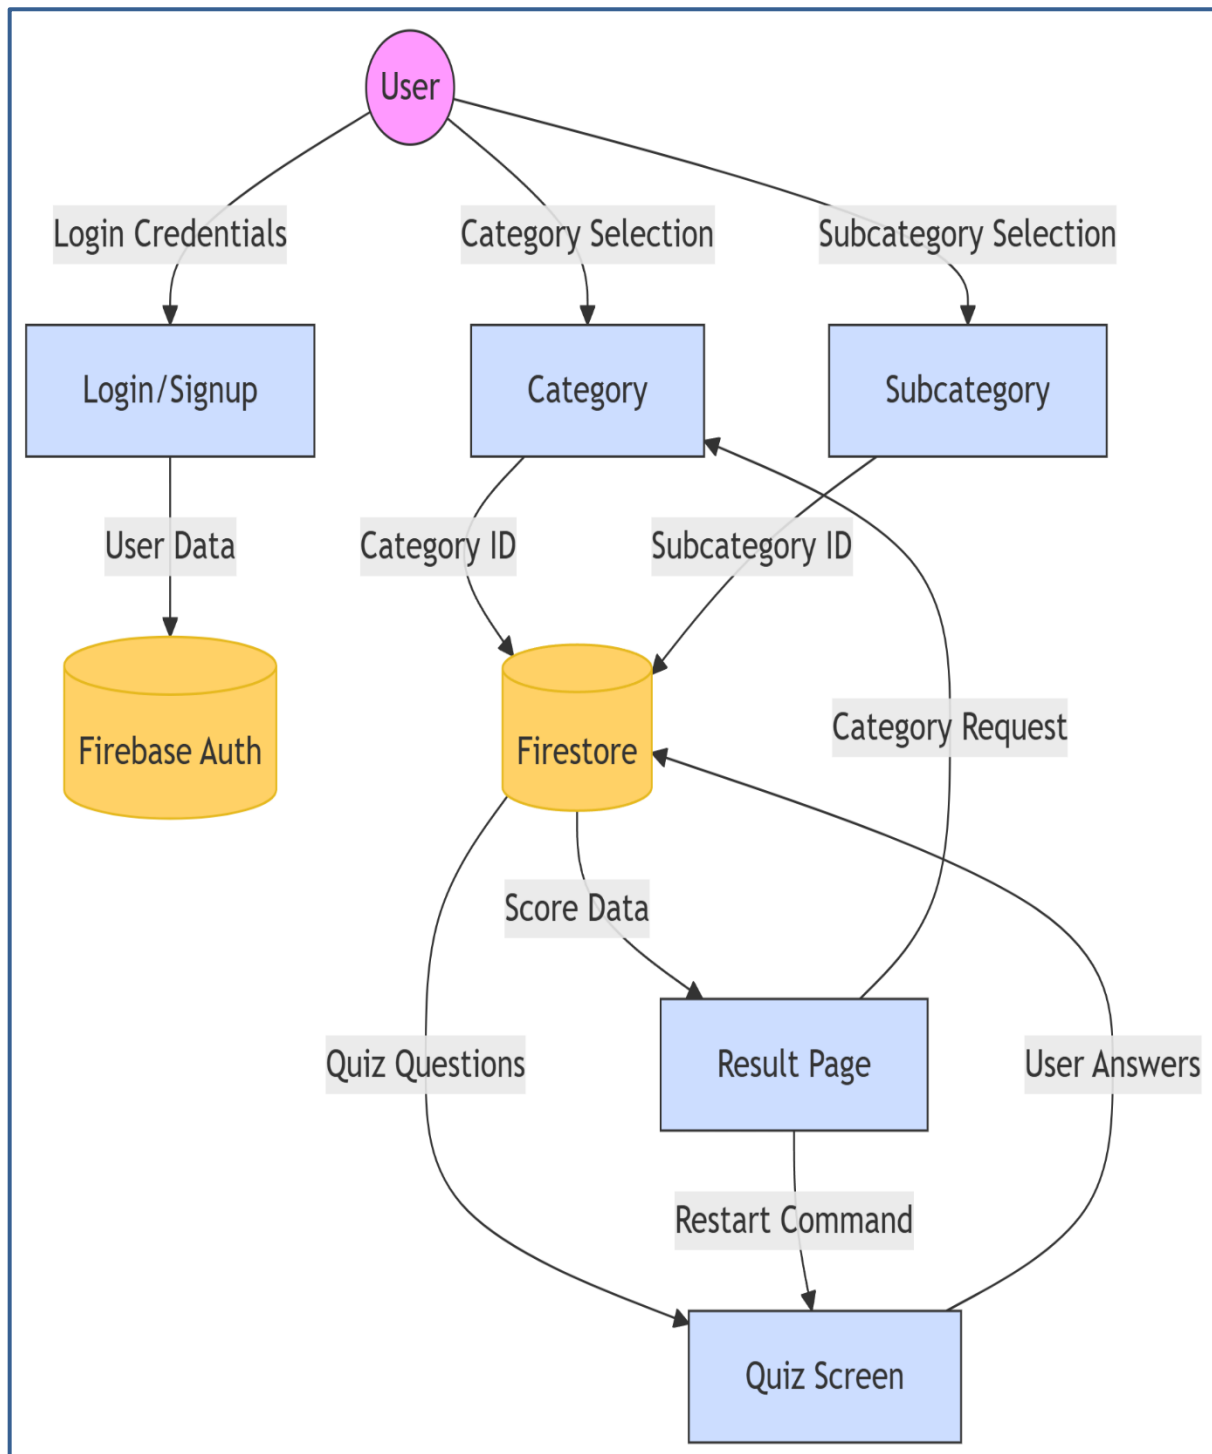 User
Login Credentials
Category Selection
Subcategory Selection
Login/Signup
Category
Subcategory
User Data
Category ID
Subcategory ID
Firebase Auth
Firestore
Category Request
Score Data
Quiz Questions
Result Page
User Answers
Restart Command
Quiz Screen